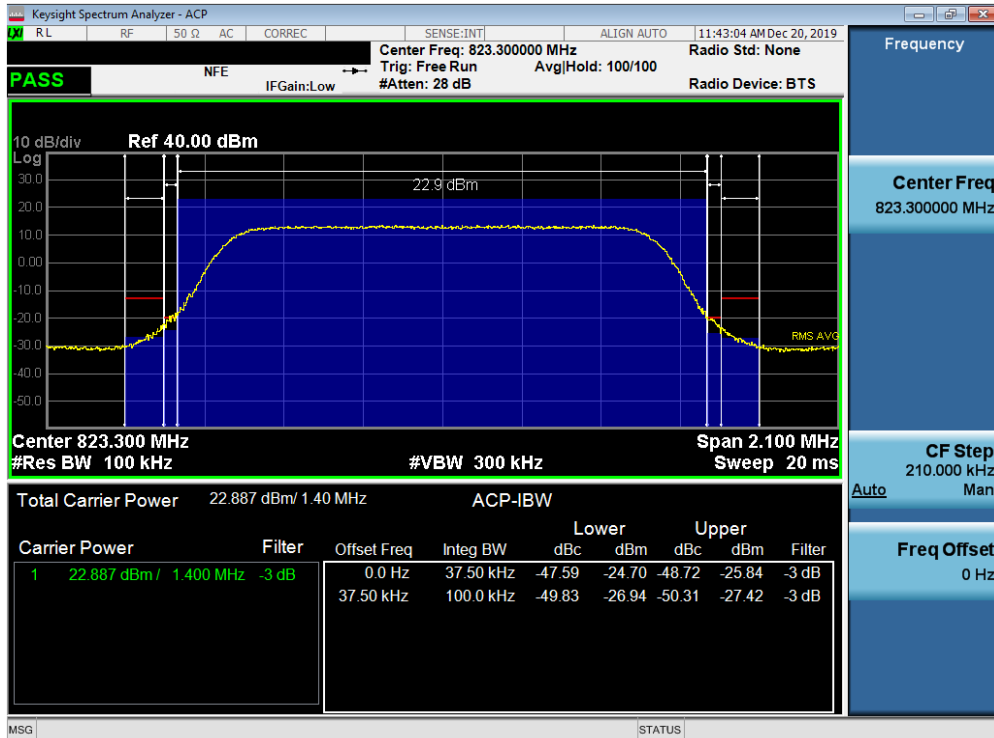 Keysight Spectrum Analyzer - ACP
LXI RL RF 50 Ω AC CORREC SENSE:INT ALIGN AUTO 11:43:04 AM Dec 20, 2019
Center Freq: 823.300000 MHz Radio Std: None
Trig: Free Run Avg|Hold: 100/100
PASS NFE IFGain:Low #Atten: 28 dB Radio Device: BTS
10 dB/div Ref 40.00 dBm
Log
30.0
22.9 dBm
20.0
10.0
0.00
-10.0
-20.0
-30.0
RMS AVG
-40.0
-50.0
Center 823.300 MHz Span 2.100 MHz
#Res BW 100 kHz #VBW 300 kHz Sweep 20 ms
Total Carrier Power 22.887 dBm/ 1.40 MHz ACP-IBW
Lower Upper
Carrier Power Filter Offset Freq Integ BW dBc dBm dBc dBm Filter
1 22.887 dBm / 1.400 MHz -3 dB 0.0 Hz 37.50 kHz -47.59 -24.70 -48.72 -25.84 -3 dB
37.50 kHz 100.0 kHz -49.83 -26.94 -50.31 -27.42 -3 dB
MSG STATUS
Frequency
Center Freq
823.300000 MHz
CF Step
210.000 kHz
Auto Man
Freq Offset
0 Hz